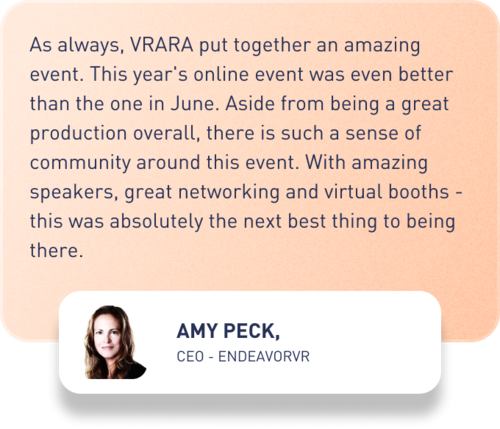 As always, VRARA put together an amazing
event. This year's online event was even better
than the one in June. Aside from being a great
production overall, there is such a sense of
community around this event. With amazing
speakers, great networking and virtual booths -
this was absolutely the next best thing to being
there.
AMY PECK,
CEO - ENDEAVORVR